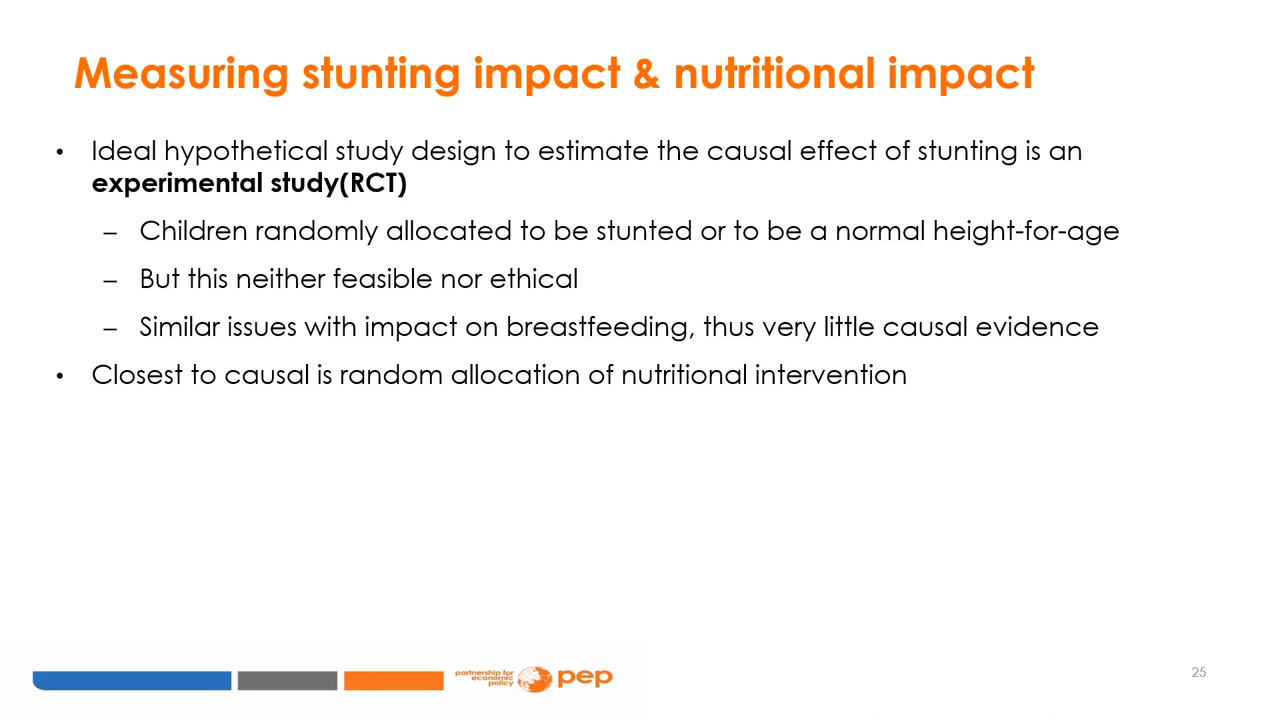 Measuring stunting impact & nutritional impact
• Ideal hypothetical study design to estimate the causal effect of stunting is an
experimental study(RCT)
– Children randomly allocated to be stunted or to be a normal height-for-age
– But this neither feasible nor ethical
– Similar issues with impact on breastfeeding, thus very little causal evidence
• Closest to causal is random allocation of nutritional intervention
partnership for
economic
policy
pep
25